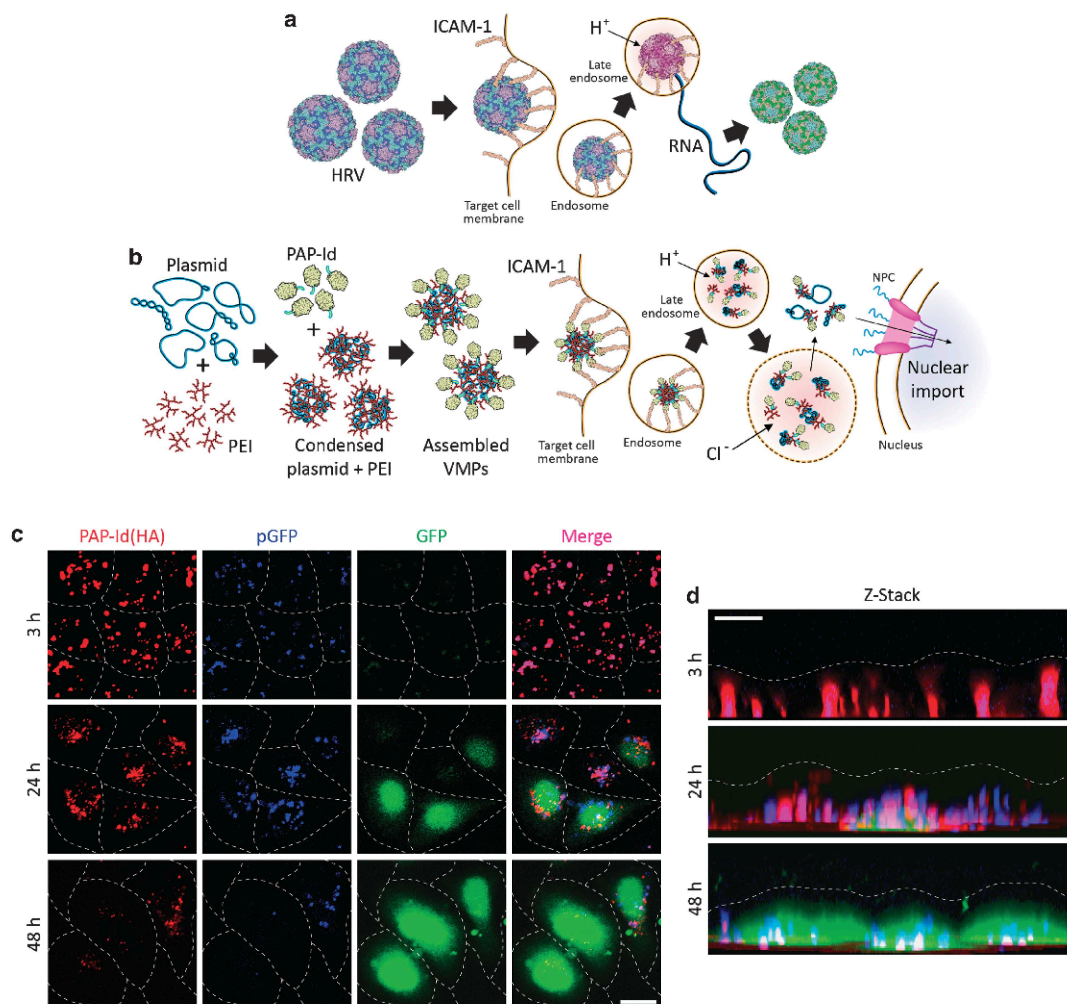 a
ICAM-1
H+
Late
endosome
HRV
RNA
Target cell
membrane
Endosome
b
Plasmid
PAP-Id
ICAM-1
H+
Late
endosome
NPC
+
+
Nuclear
import
PEI
Condensed
plasmid + PEI
Assembled
VMPs
Target cell
membrane
Endosome
Cl-
Nucleus
c
PAP-Id(HA)
pGFP
GFP
Merge
3 h
24 h
48 h
d
Z-Stack
3 h
24 h
48 h